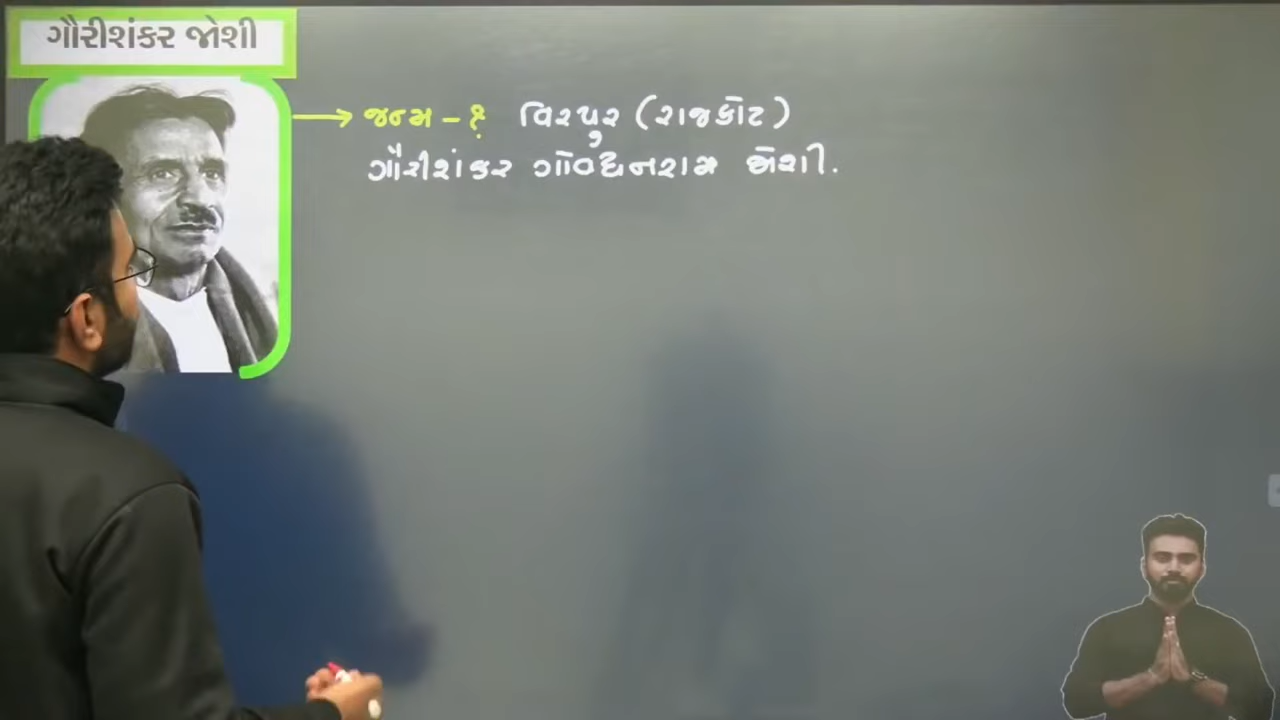 ગૌરીશંકર જોશી
જન્મ - ? વિરપુર (રાજકોટ)
ગૌરીશંકર ગોવર્ધનરામ જોશી.